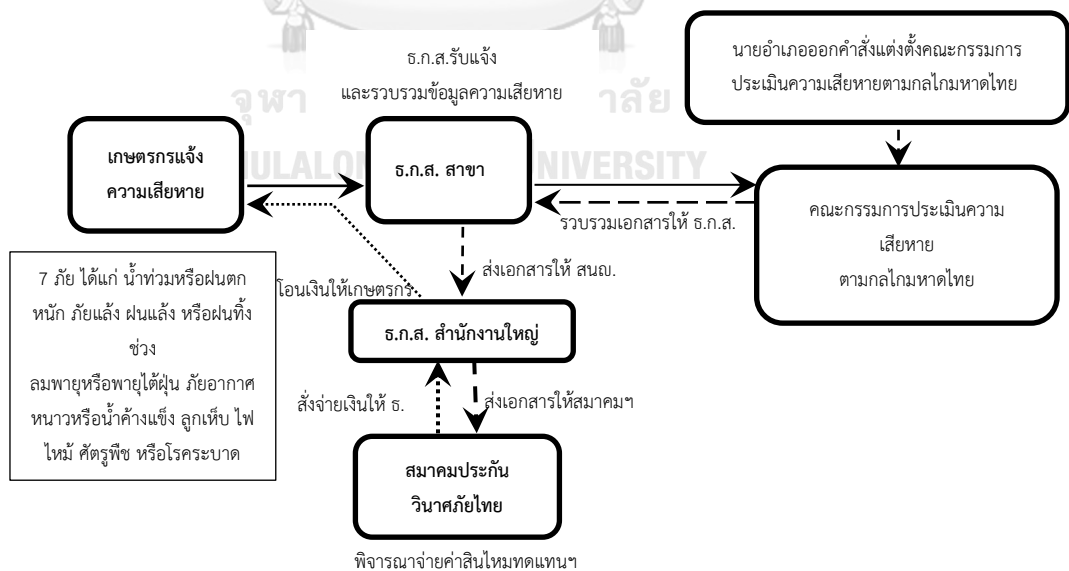 ธ.ก.ส.รับแจ้ง
และรวบรวมข้อมูลความเสียหาย
นายอำเภอออกคำสั่งแต่งตั้งคณะกรรมการ
ประเมินความเสียหายตามกลไกมหาดไทย
จุฬา
าลัย
ULALON
NIVERSITY
เกษตรกรแจ้ง
ความเสียหาย
ธ.ก.ส. สาขา
รวบรวมเอกสารให้ ธ.ก.ส.
คณะกรรมการประเมินความ
เสียหาย
ตามกลไกมหาดไทย
7 ภัย ได้แก่ น้ำท่วมหรือฝนตก
หนัก ภัยแล้ง ฝนแล้ง หรือฝนทิ้ง
ช่วง
ลมพายุหรือพายุไต้ฝุ่น ภัยอากาศ
หนาวหรือน้ำค้างแข็ง ลูกเห็บ ไฟ
ไหม้ ศัตรูพืช หรือโรคระบาด
โอนเงินให้เกษตรกร
ส่งเอกสารให้ สนญ.
ธ.ก.ส. สำนักงานใหญ่
สั่งจ่ายเงินให้ ธ.
ส่งเอกสารให้สมาคมฯ
สมาคมประกัน
วินาศภัยไทย
พิจารณาจ่ายค่าสินไหมทดแทนฯ